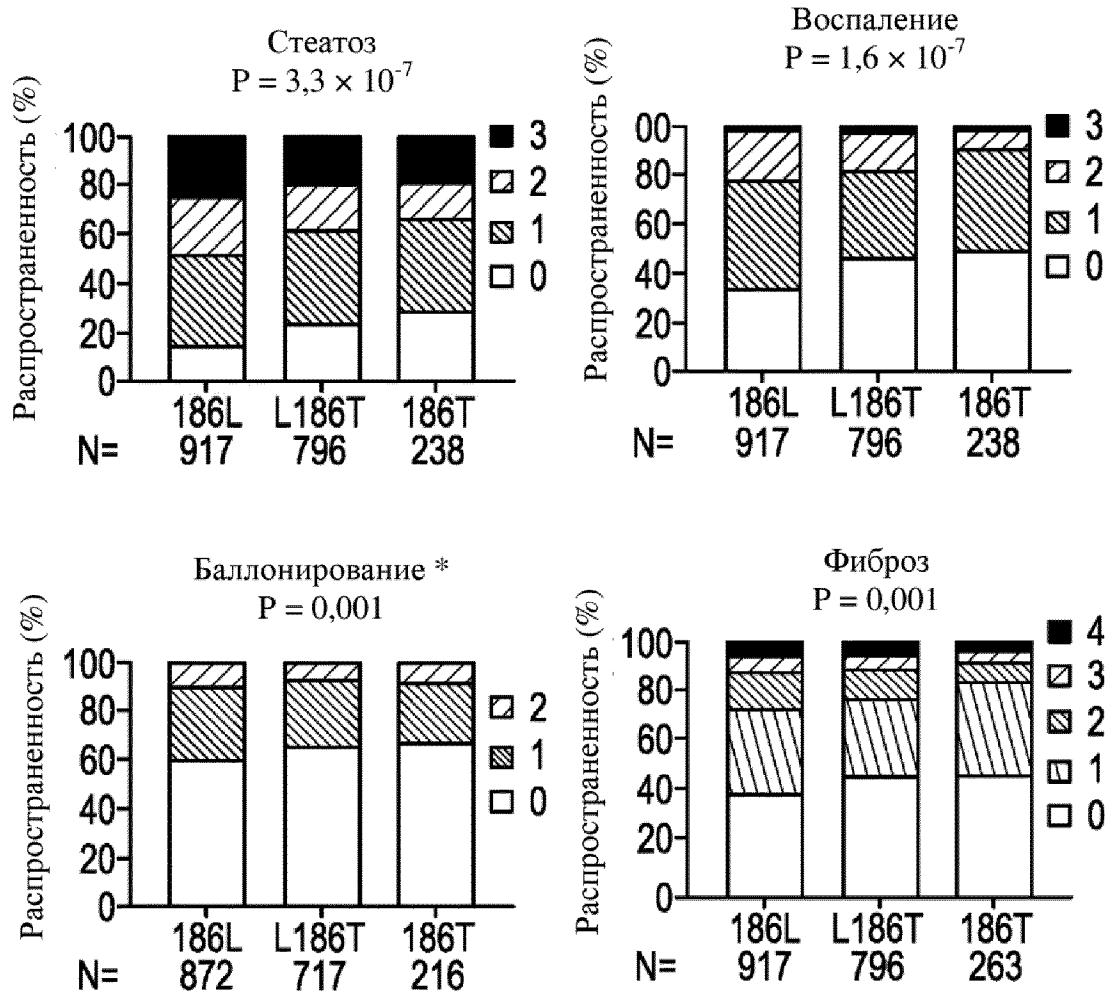 Стеатоз
P = 3,3 × 10⁻⁷
Распространенность (%)
100
80
60
40
20
0
3
2
1
0
186L L186T 186T
N= 917 796 238
Воспаление
P = 1,6 × 10⁻⁷
Распространенность (%)
00
80
60
40
20
0
3
2
1
0
186L L186T 186T
N= 917 796 238
Баллонирование *
P = 0,001
Распространенность (%)
100
80
60
40
20
0
2
1
0
186L L186T 186T
N= 872 717 216
Фиброз
P = 0,001
Распространенность (%)
100
80
60
40
20
0
4
3
2
1
0
186L L186T 186T
N= 917 796 263